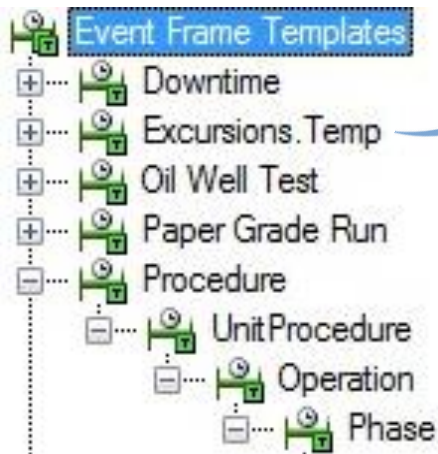 Event Frame Templates
Downtime
Excursions.Temp
Oil Well Test
Paper Grade Run
Procedure
UnitProcedure
Operation
Phase